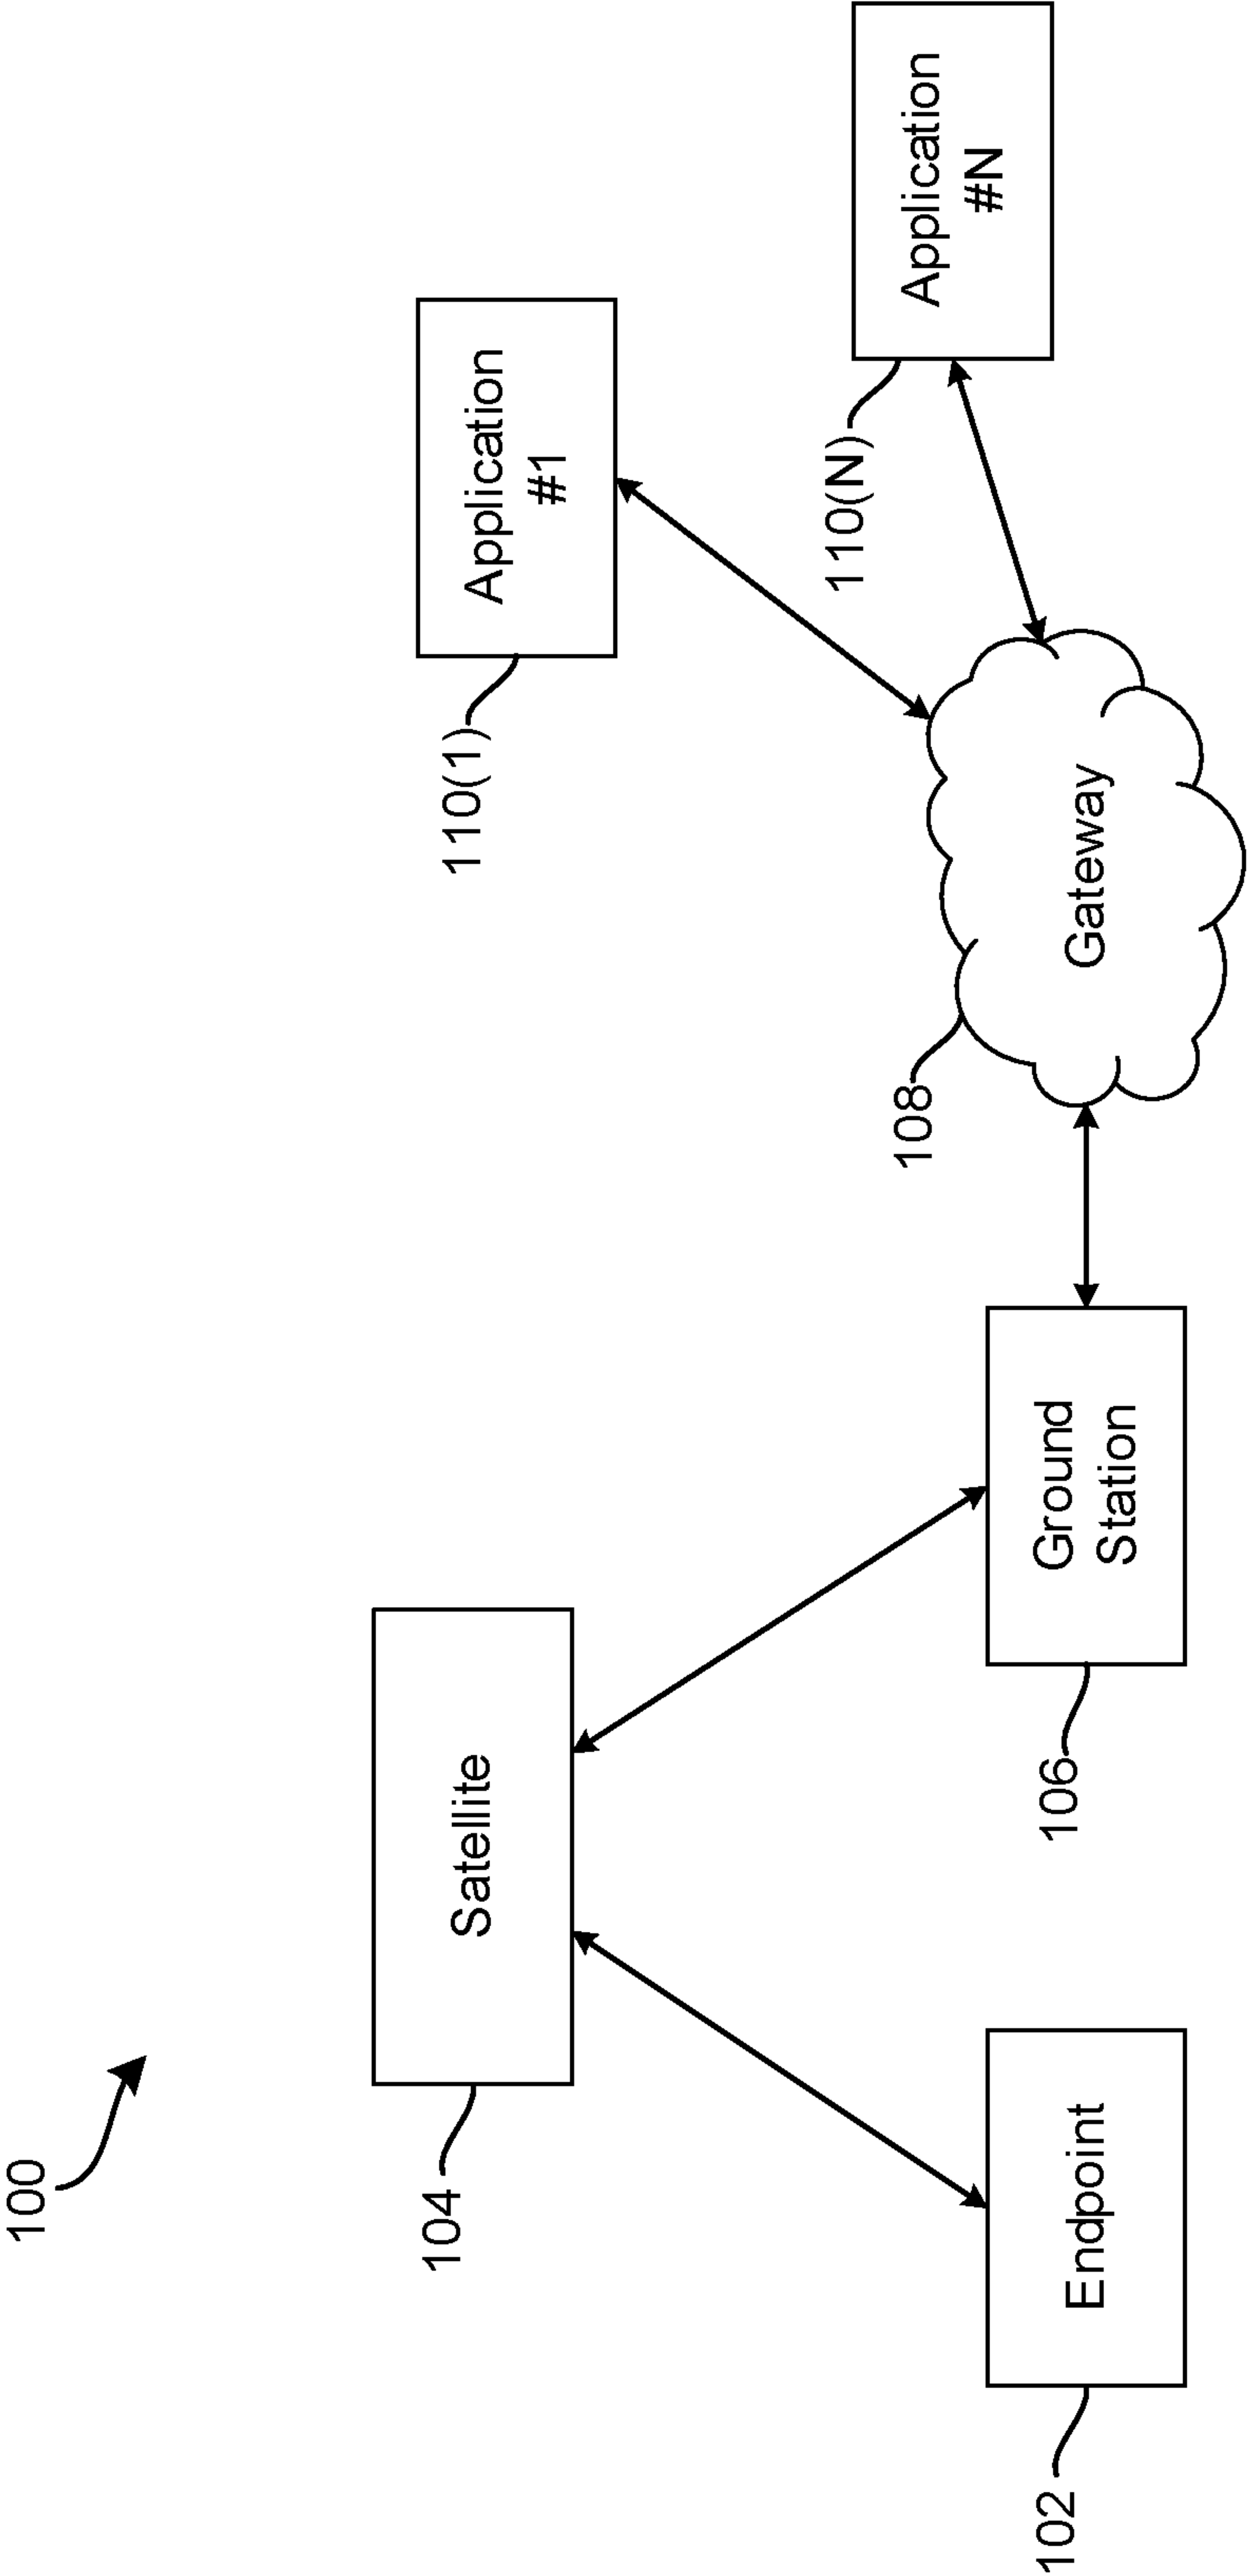 100
104
Satellite
110(1)
Application
#1
102
Endpoint
106
Ground
Station
108
Gateway
110(N)
Application
#N